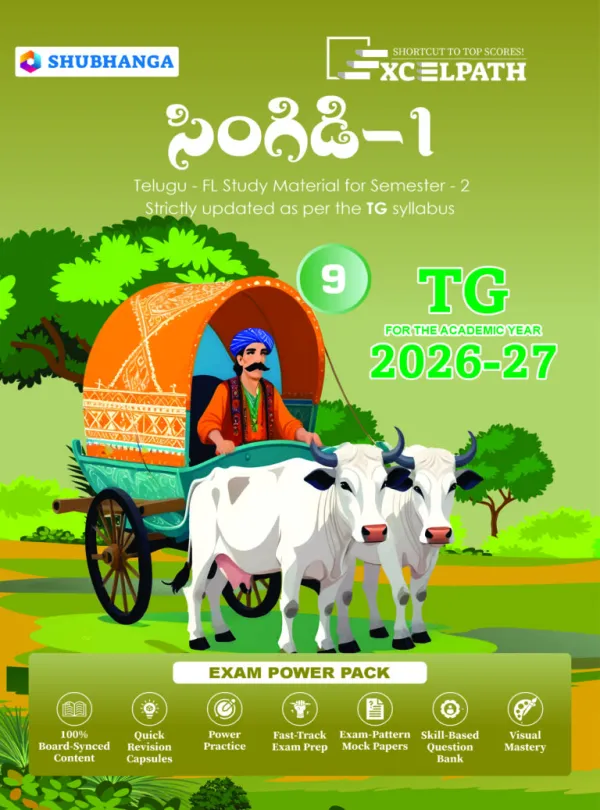 SHUBHANGA
SHORTCUT TO TOP SCORES!
EXCELPATH
సింగిడి-1
Telugu - FL Study Material for Semester - 2
Strictly updated as per the TG syllabus
9
TG
FOR THE ACADEMIC YEAR
2026-27
EXAM POWER PACK
100%
Board-Synced
Content
Quick
Revision
Capsules
Power
Practice
Fast-Track
Exam Prep
Exam-Pattern
Mock Papers
Skill-Based
Question
Bank
Visual
Mastery